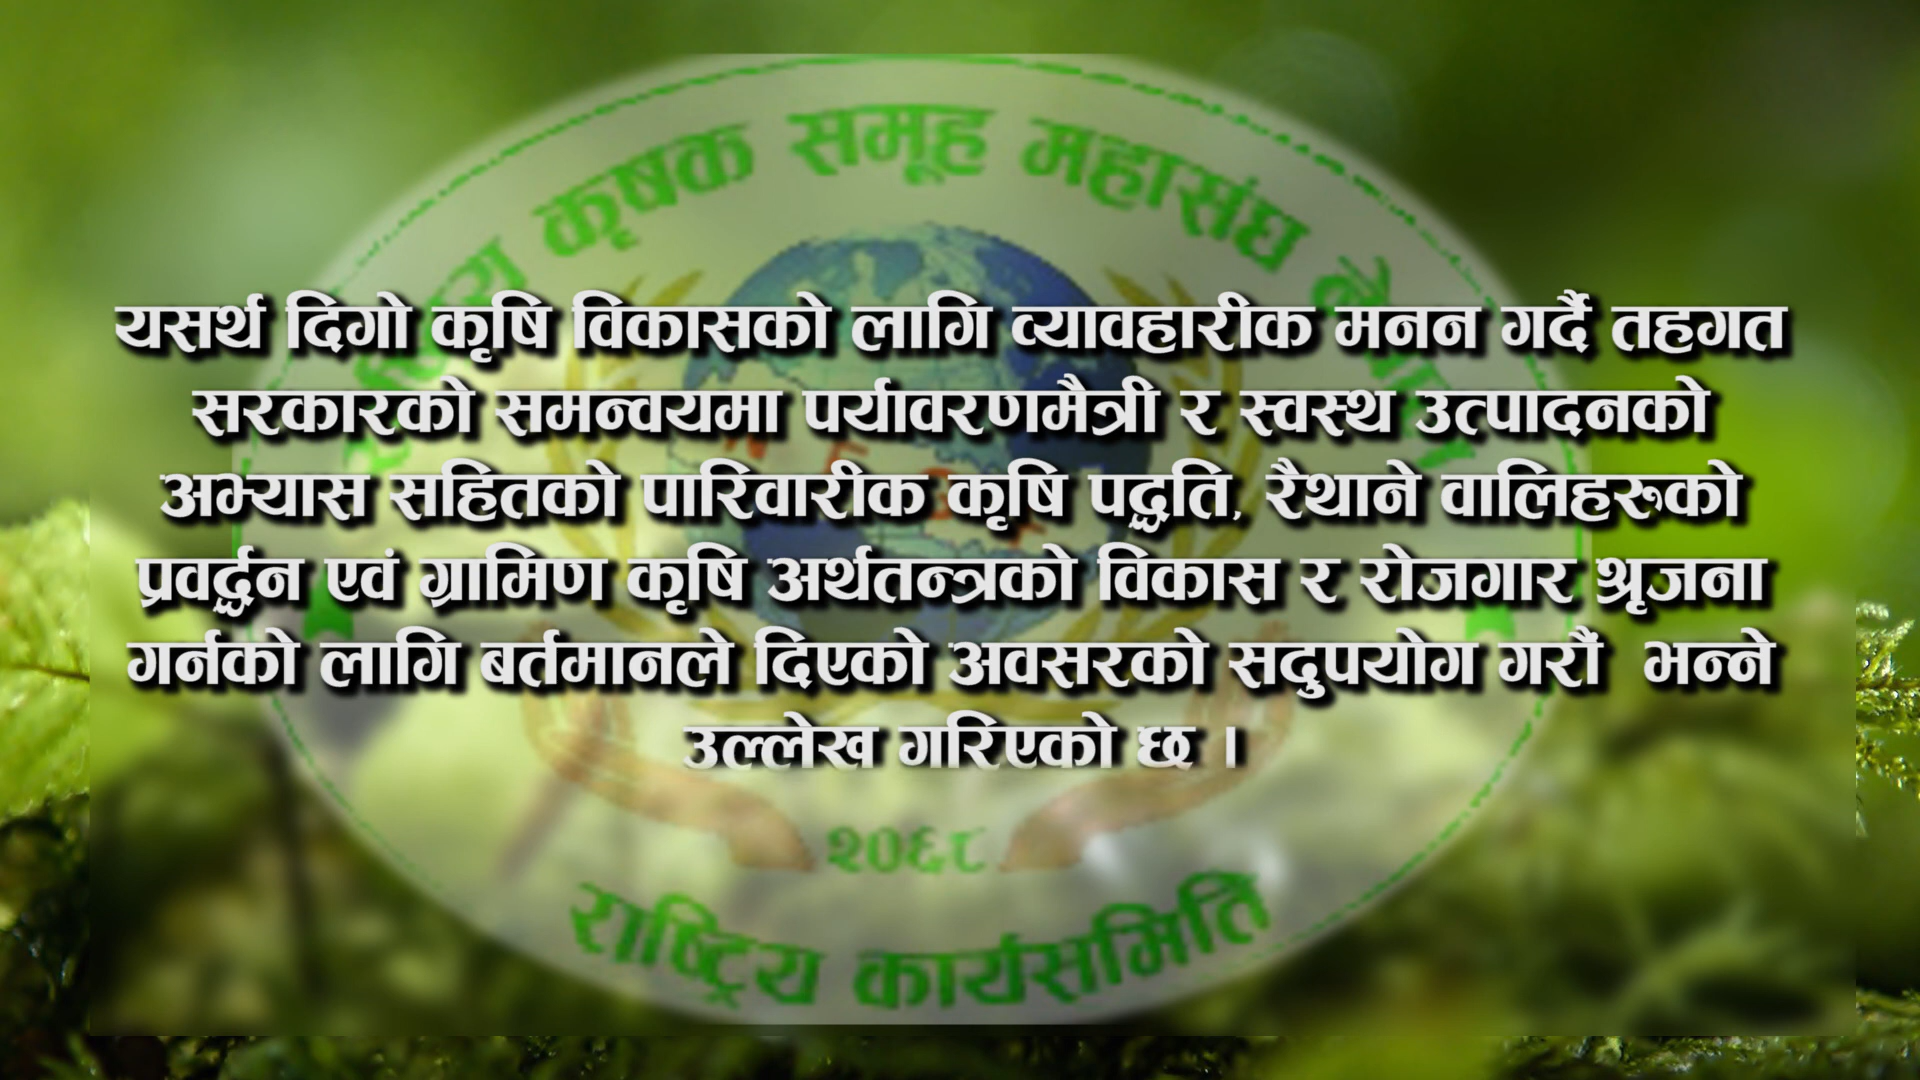 राष्ट्रिय कृषक समूह महासंघ नेपाल
यसर्थ दिगो कृषि विकासको लागि व्यावहारीक मनन गर्दै तहगत
सरकारको समन्वयमा पर्यावरणमैत्री र स्वस्थ उत्पादनको
अभ्यास सहितको पारिवारीक कृषि पद्धति, रैथाने वालिहरुको
प्रवर्द्धन एवं ग्रामिण कृषि अर्थतन्त्रको विकास र रोजगार श्रृजना
गर्नको लागि बर्तमानले दिएको अवसरको सदुपयोग गरौं भन्ने
उल्लेख गरिएको छ ।
२०६८
राष्ट्रिय कार्यसमिति